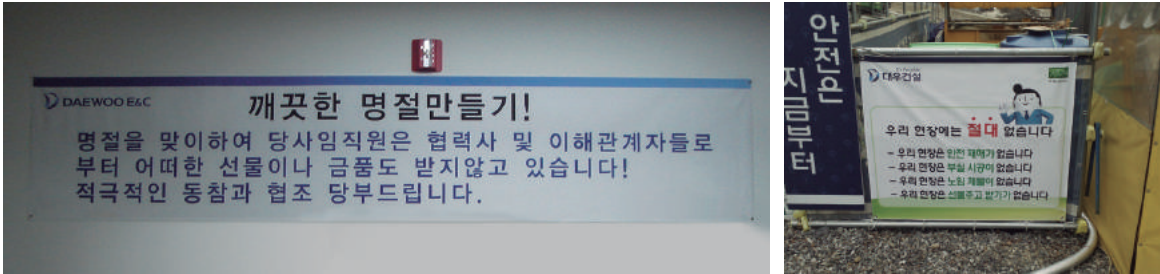 DAEWOO E&C
깨끗한 명절만들기!
명절을 맞이하여 당사임직원은 협력사 및 이해관계자들로
부터 어떠한 선물이나 금품도 받지않고 있습니다!
적극적인 동참과 협조 당부드립니다.
안전은
지금부터
대우건설
우리 현장에는 절대 없습니다
- 우리 현장은 안전 재해가 없습니다
- 우리 현장은 부실 시공이 없습니다
- 우리 현장은 노임 체불이 없습니다
- 우리 현장은 선물주고 받기가 없습니다